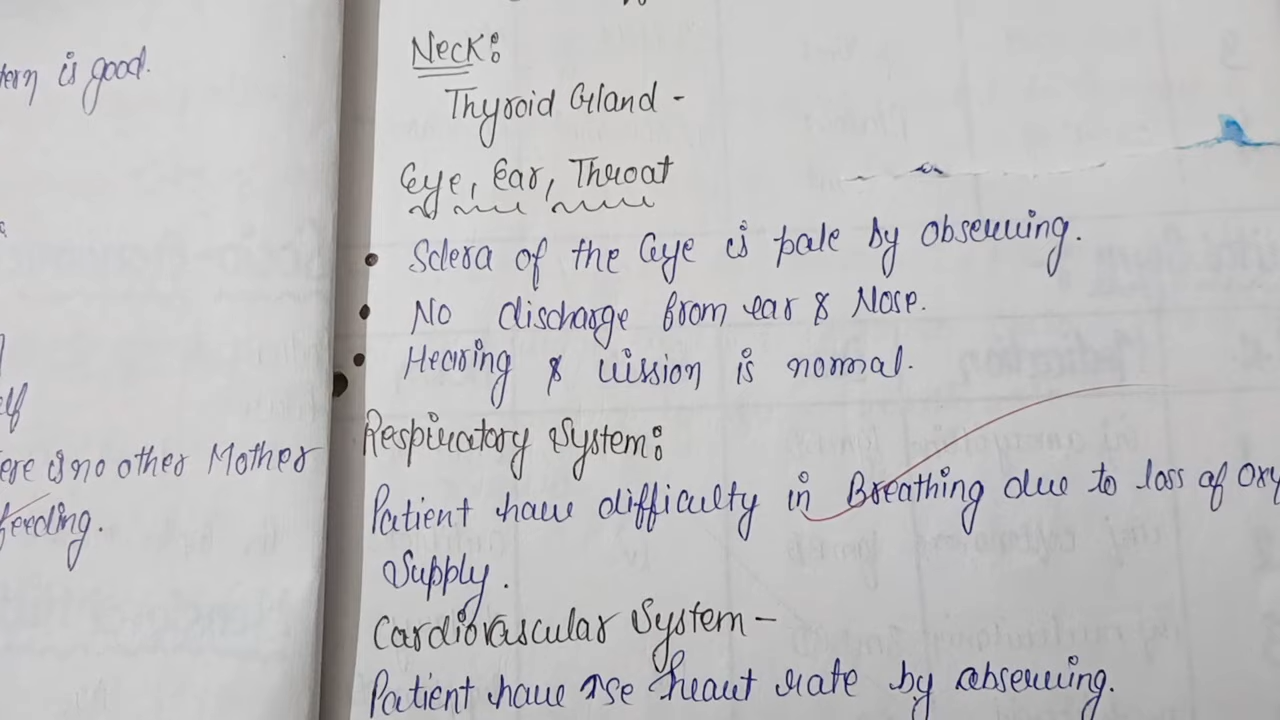 is good.
ere is no other Mother
feeding.
Neck:
Thyroid Gland -
Eye, Ear, Throat
• Sclera of the Eye is pale by observing.
• No discharge from ear & Nose.
• Hearing & vission is normal.
Respiratory System:
Patient have difficulty in Breathing due to loss of oxy
Supply.
Cardiovascular System -
Patient have rse heart rate by observing.